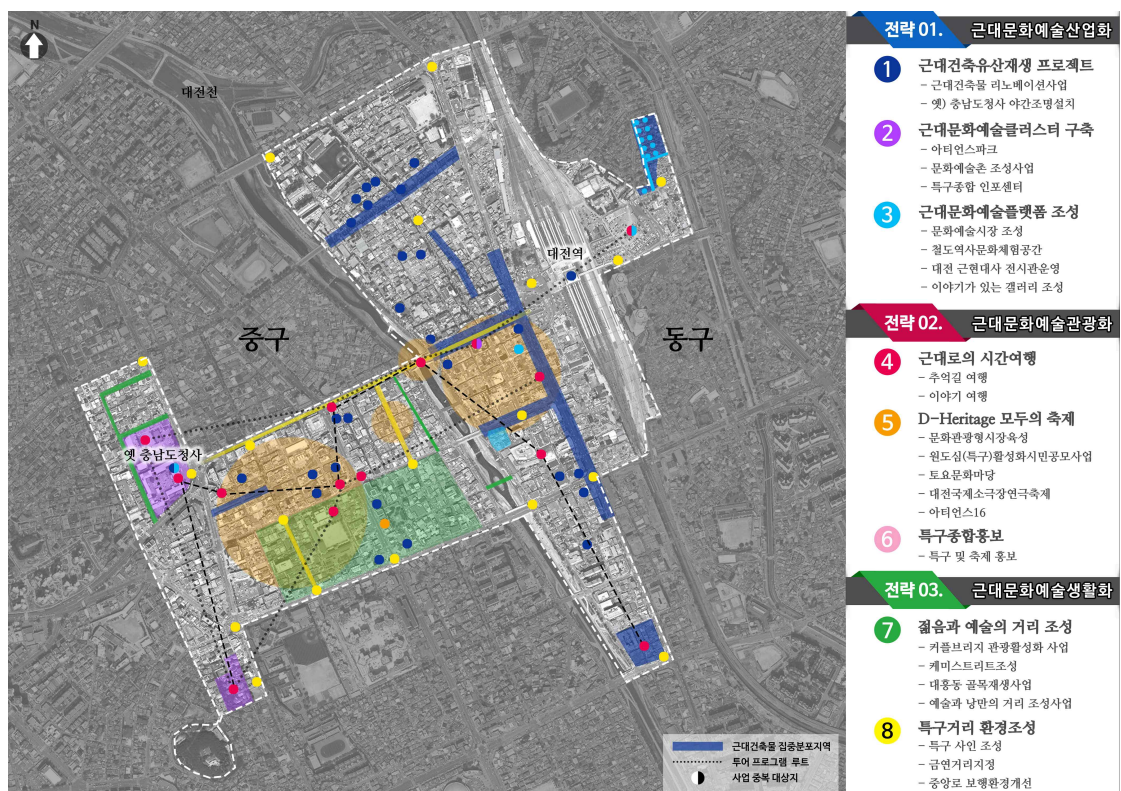 N
대전천
대전역
중구
동구
옛 충남도청사
근대건축물 집중분포지역
투어 프로그램 루트
사업 중복 대상지
전략 01. 근대문화예술산업화
1 근대건축유산재생 프로젝트
- 근대건축물 리노베이션사업
- 옛) 충남도청사 야간조명설치
2 근대문화예술클러스터 구축
- 아티언스파크
- 문화예술촌 조성사업
- 특구종합 인포센터
3 근대문화예술플랫폼 조성
- 문화예술시장 조성
- 철도역사문화체험공간
- 대전 근현대사 전시관운영
- 이야기가 있는 갤러리 조성
전략 02. 근대문화예술관광화
4 근대로의 시간여행
- 추억길 여행
- 이야기 여행
5 D-Heritage 모두의 축제
- 문화관광형시장육성
- 원도심(특구)활성화시민공모사업
- 토요문화마당
- 대전국제소극장연극축제
- 아티언스16
6 특구종합홍보
- 특구 및 축제 홍보
전략 03. 근대문화예술생활화
7 젊음과 예술의 거리 조성
- 커플브리지 관광활성화 사업
- 케미스트리트조성
- 대흥동 골목재생사업
- 예술과 낭만의 거리 조성사업
8 특구거리 환경조성
- 특구 사인 조성
- 금연거리지정
- 중앙로 보행환경개선